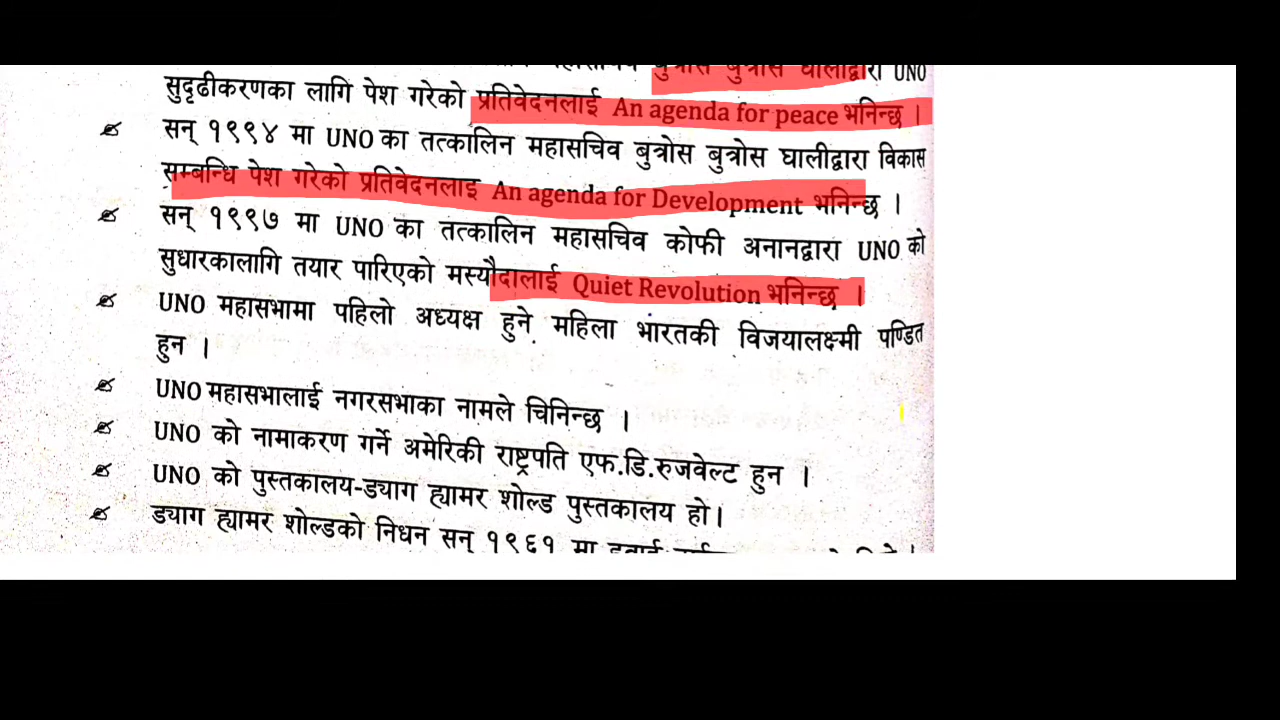 बुत्रोस बुत्रोस घालीद्वारा UNO
सुदृढीकरणका लागि पेश गरेको प्रतिवेदनलाई An agenda for peace भनिन्छ ।
सन् १९९४ मा UNO का तत्कालिन महासचिव बुत्रोस बुत्रोस घालीद्वारा विकास
सम्बन्धि पेश गरेको प्रतिवेदनलाइ An agenda for Development भनिन्छ ।
सन् १९९७ मा UNO का तत्कालिन महासचिव कोफी अनानद्वारा UNO को
सुधारकालागि तयार पारिएको मस्यौदालाई Quiet Revolution भनिन्छ ।
UNO महासभामा पहिलो अध्यक्ष हुने महिला भारतकी विजयालक्ष्मी पण्डित
हुन ।
UNO महासभालाई नगरसभाका नामले चिनिन्छ ।
UNO को नामाकरण गर्ने अमेरिकी राष्ट्रपति एफ.डि.रुजवेल्ट हुन ।
UNO को पुस्तकालय-ड्याग ह्यामर शोल्ड पुस्तकालय हो।
ड्याग ह्यामर शोल्डको निधन सन् १९६१ मा